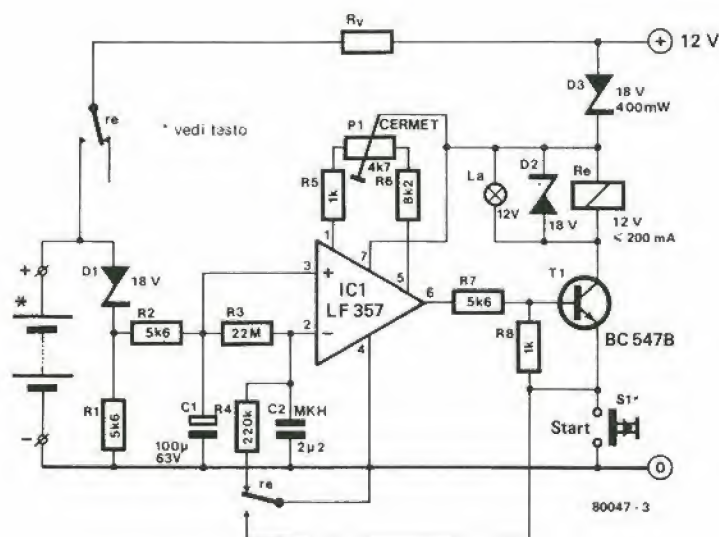 Rv
+ 12 V
D3
18 V
400mW
re
* vedi testo
P1 CERMET
4k7
R5
1k
R6
8k2
La
12V
D2
18 V
Re
12 V
< 200 mA
D1
18 V
+
*
−
1
3
+
7
5
IC1
LF 357
6
2
−
4
R2
5k6
R3
22M
R7
5k6
T1
BC 547B
R8
1k
R1
5k6
C1
100µ
63V
R4
220k
C2
MKH
2µ2
S1*
Start
0
re
80047 - 3